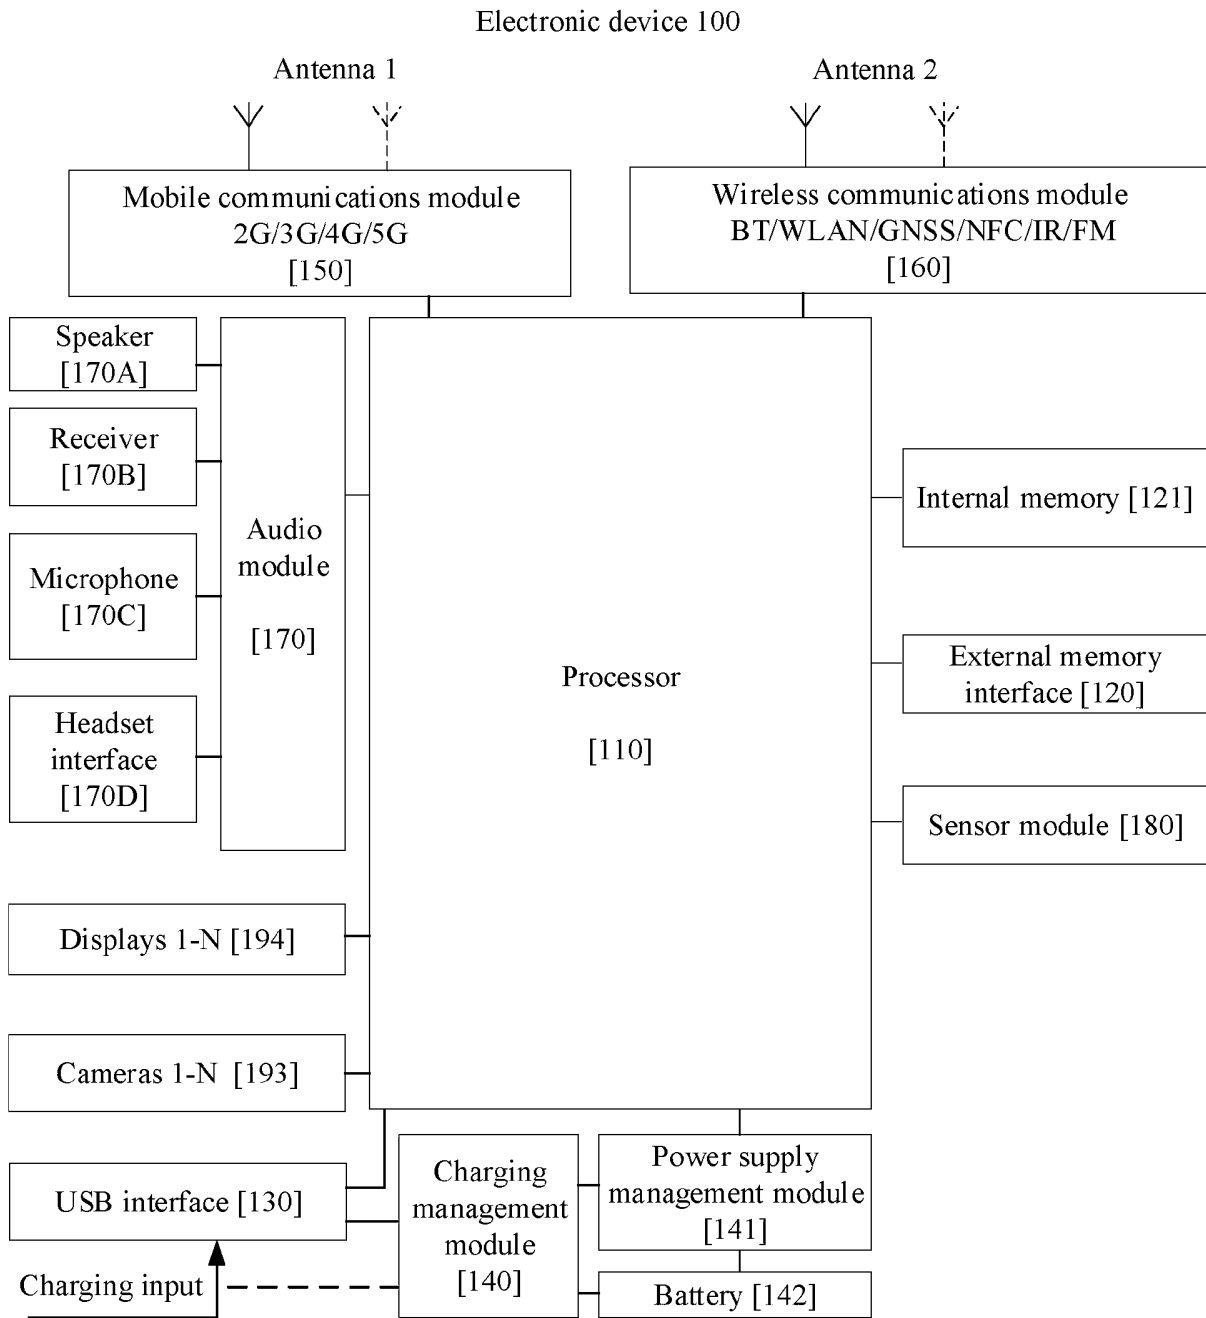 Electronic device 100
Antenna 1
Antenna 2
Mobile communications module
2G/3G/4G/5G
[150]
Wireless communications module
BT/WLAN/GNSS/NFC/IR/FM
[160]
Speaker
[170A]
Receiver
[170B]
Microphone
[170C]
Headset
interface
[170D]
Audio
module
[170]
Processor
[110]
Internal memory [121]
External memory
interface [120]
Sensor module [180]
Displays 1-N [194]
Cameras 1-N [193]
USB interface [130]
Charging input
Charging
management
module
[140]
Power supply
management module
[141]
Battery [142]